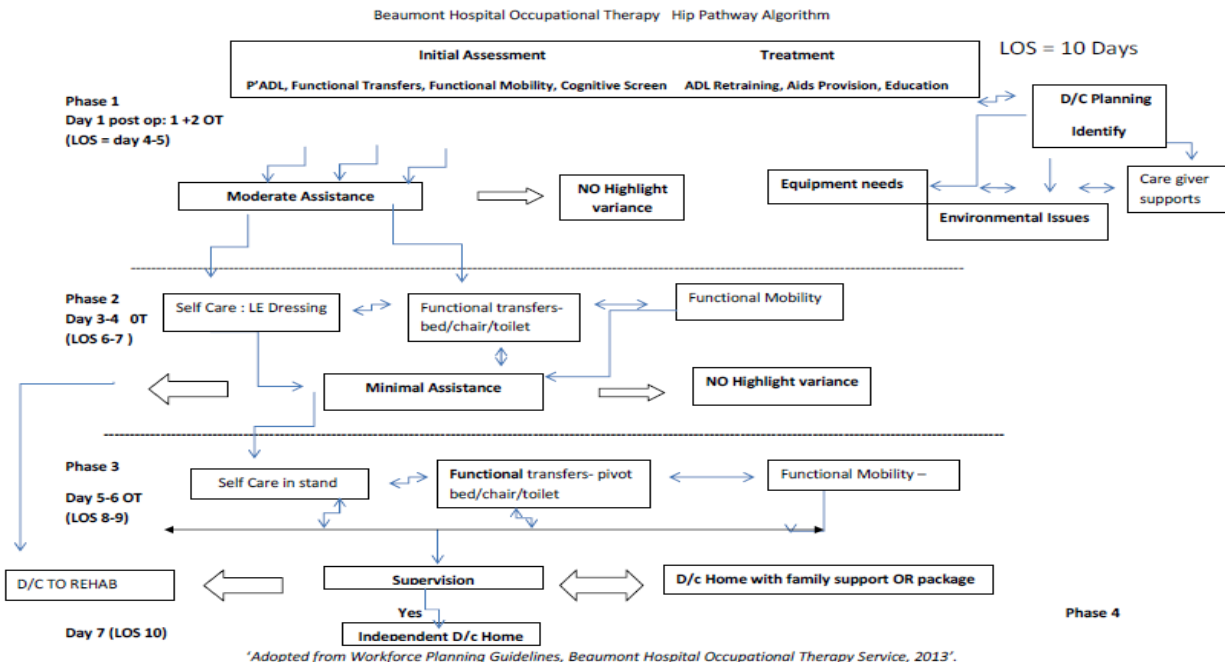 Beaumont Hospital Occupational Therapy Hip Pathway Algorithm
Initial Assessment Treatment
P'ADL, Functional Transfers, Functional Mobility, Cognitive Screen ADL Retraining, Aids Provision, Education
LOS = 10 Days
Phase 1
Day 1 post op: 1 +2 OT
(LOS = day 4-5)
D/C Planning
Identify
Moderate Assistance
NO Highlight
variance
Equipment needs
Environmental Issues
Care giver
supports
Phase 2
Day 3-4 0T
(LOS 6-7 )
Self Care : LE Dressing
Functional transfers-
bed/chair/toilet
Functional Mobility
Minimal Assistance
NO Highlight variance
Phase 3
Day 5-6 OT
(LOS 8-9)
Self Care in stand
Functional transfers- pivot
bed/chair/toilet
Functional Mobility –
D/C TO REHAB
Supervision
D/c Home with family support OR package
Yes
Phase 4
Day 7 (LOS 10)
Independent D/c Home
'Adopted from Workforce Planning Guidelines, Beaumont Hospital Occupational Therapy Service, 2013'.